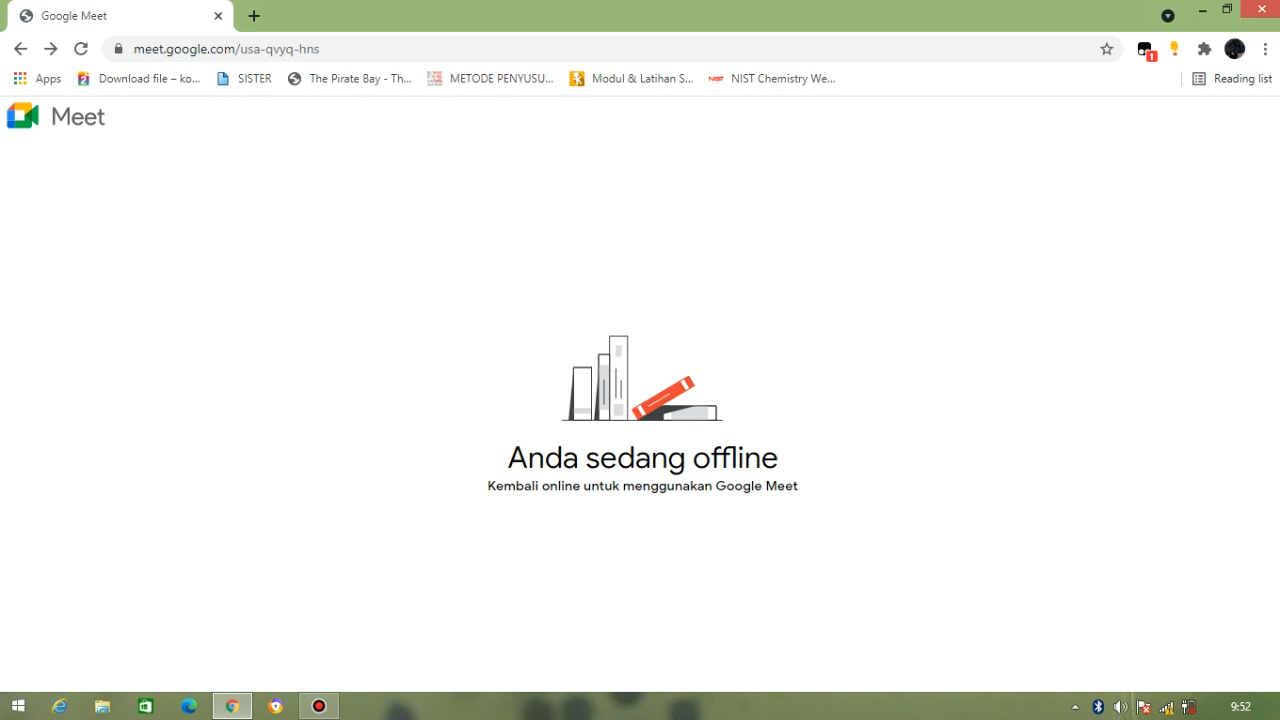 Google Meet
meet.google.com/usa-qvyq-hns
1
Apps
Download file – ko...
SISTER
The Pirate Bay - Th...
METODE PENYUSU...
Modul & Latihan S...
NIST
NIST Chemistry We...
Reading list
Meet
Anda sedang offline
Kembali online untuk menggunakan Google Meet
9:52